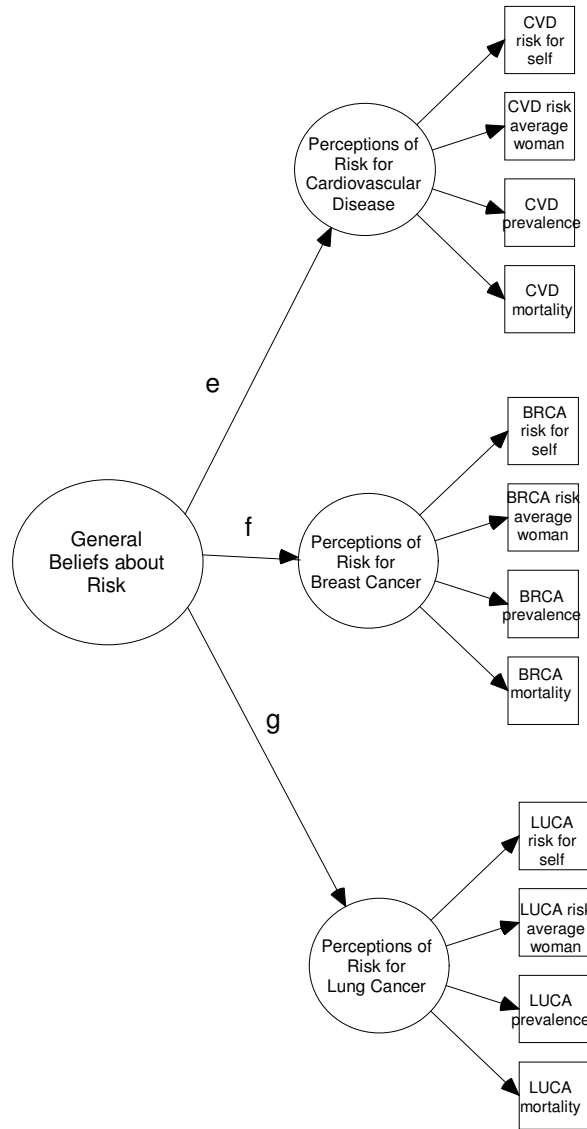 CVD
risk for
self
CVD risk
average
woman
CVD
prevalence
CVD
mortality
Perceptions of
Risk for
Cardiovascular
Disease
e
BRCA
risk for
self
BRCA risk
average
woman
BRCA
prevalence
BRCA
mortality
f
General
Beliefs about
Risk
Perceptions of
Risk for
Breast Cancer
g
LUCA
risk for
self
LUCA risk
average
woman
LUCA
prevalence
LUCA
mortality
Perceptions of
Risk for
Lung Cancer